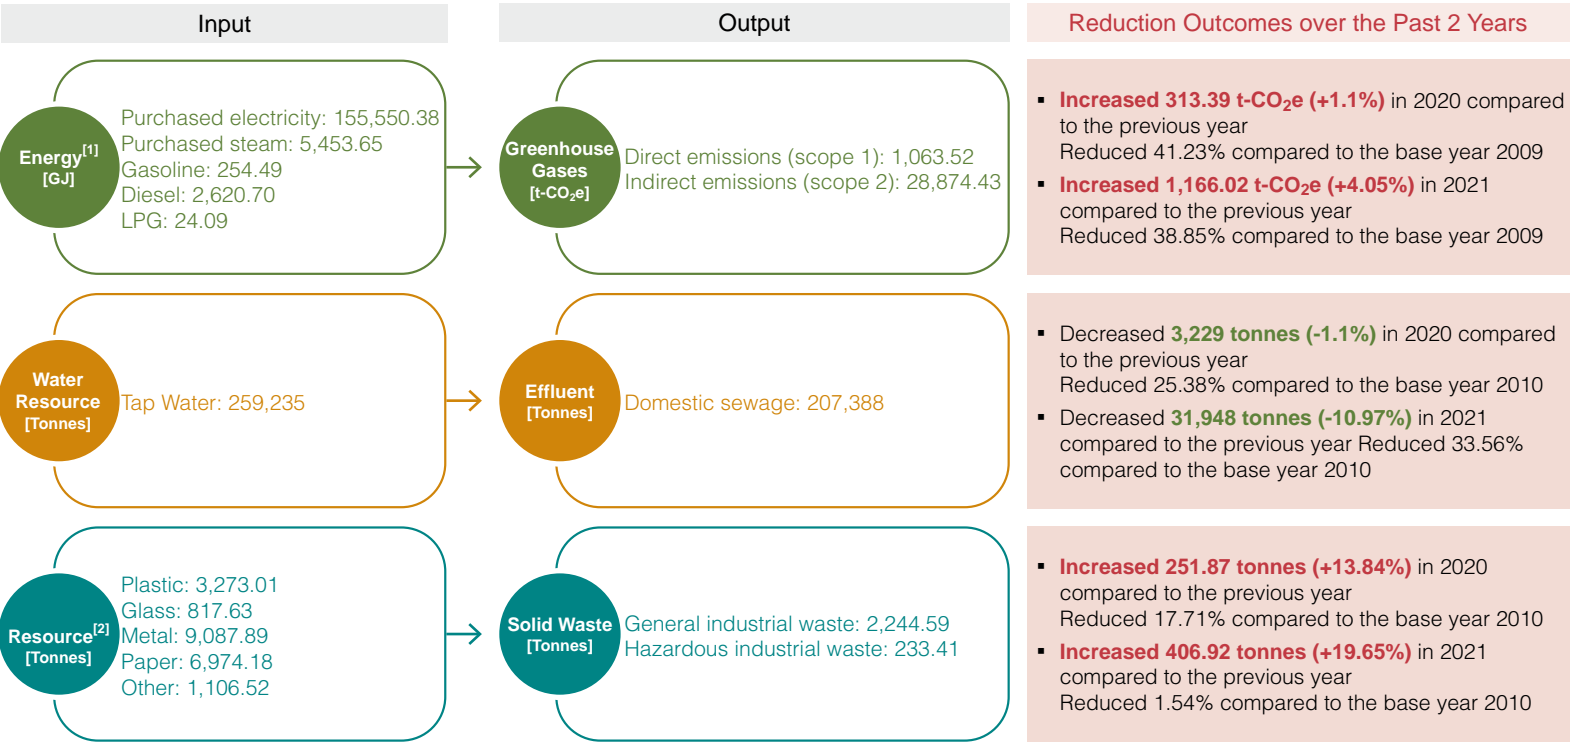 Input
Output
Reduction Outcomes over the Past 2 Years
Energy[1]
[GJ]
Purchased electricity: 155,550.38
Purchased steam: 5,453.65
Gasoline: 254.49
Diesel: 2,620.70
LPG: 24.09
Greenhouse
Gases
[t-CO2e]
Direct emissions (scope 1): 1,063.52
Indirect emissions (scope 2): 28,874.43
▪ Increased 313.39 t-CO2e (+1.1%) in 2020 compared
to the previous year
Reduced 41.23% compared to the base year 2009
▪ Increased 1,166.02 t-CO2e (+4.05%) in 2021
compared to the previous year
Reduced 38.85% compared to the base year 2009
Water
Resource
[Tonnes]
Tap Water: 259,235
Effluent
[Tonnes]
Domestic sewage: 207,388
▪ Decreased 3,229 tonnes (-1.1%) in 2020 compared
to the previous year
Reduced 25.38% compared to the base year 2010
▪ Decreased 31,948 tonnes (-10.97%) in 2021
compared to the previous year Reduced 33.56%
compared to the base year 2010
Resource[2]
[Tonnes]
Plastic: 3,273.01
Glass: 817.63
Metal: 9,087.89
Paper: 6,974.18
Other: 1,106.52
Solid Waste
[Tonnes]
General industrial waste: 2,244.59
Hazardous industrial waste: 233.41
▪ Increased 251.87 tonnes (+13.84%) in 2020
compared to the previous year
Reduced 17.71% compared to the base year 2010
▪ Increased 406.92 tonnes (+19.65%) in 2021
compared to the previous year
Reduced 1.54% compared to the base year 2010